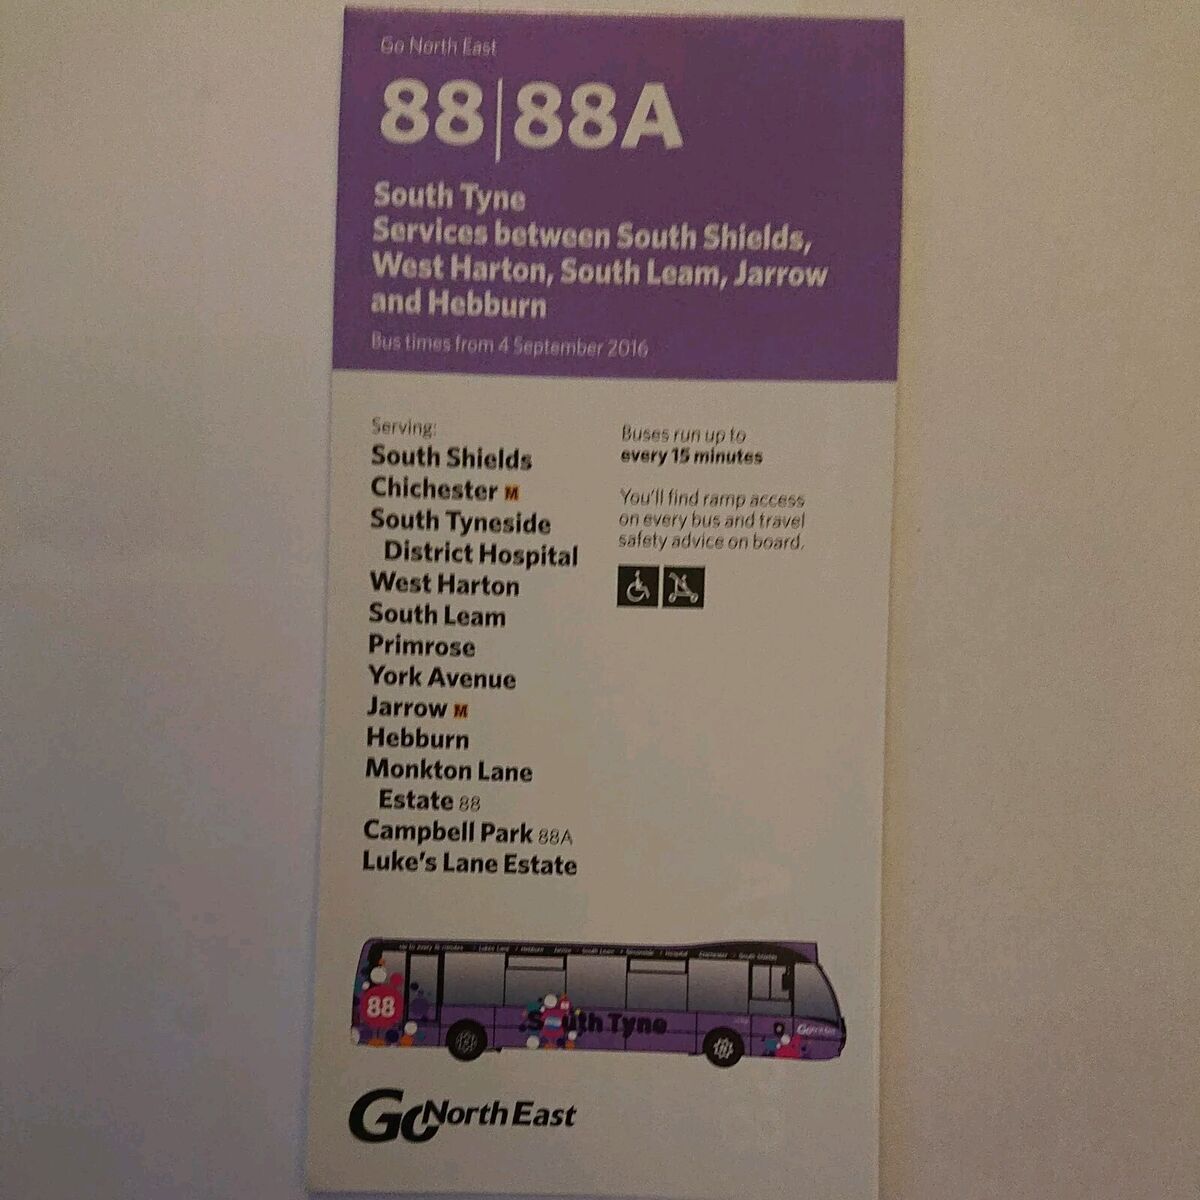 Go North East
88|88A
South Tyne
Services between South Shields,
West Harton, South Leam, Jarrow
and Hebburn
Bus times from 4 September 2016
Serving:
South Shields
Chichester M
South Tyneside
District Hospital
West Harton
South Leam
Primrose
York Avenue
Jarrow M
Hebburn
Monkton Lane
Estate 88
Campbell Park 88A
Luke's Lane Estate
Buses run up to
every 15 minutes
You'll find ramp access
on every bus and travel
safety advice on board.
88
South Tyne
Go North East